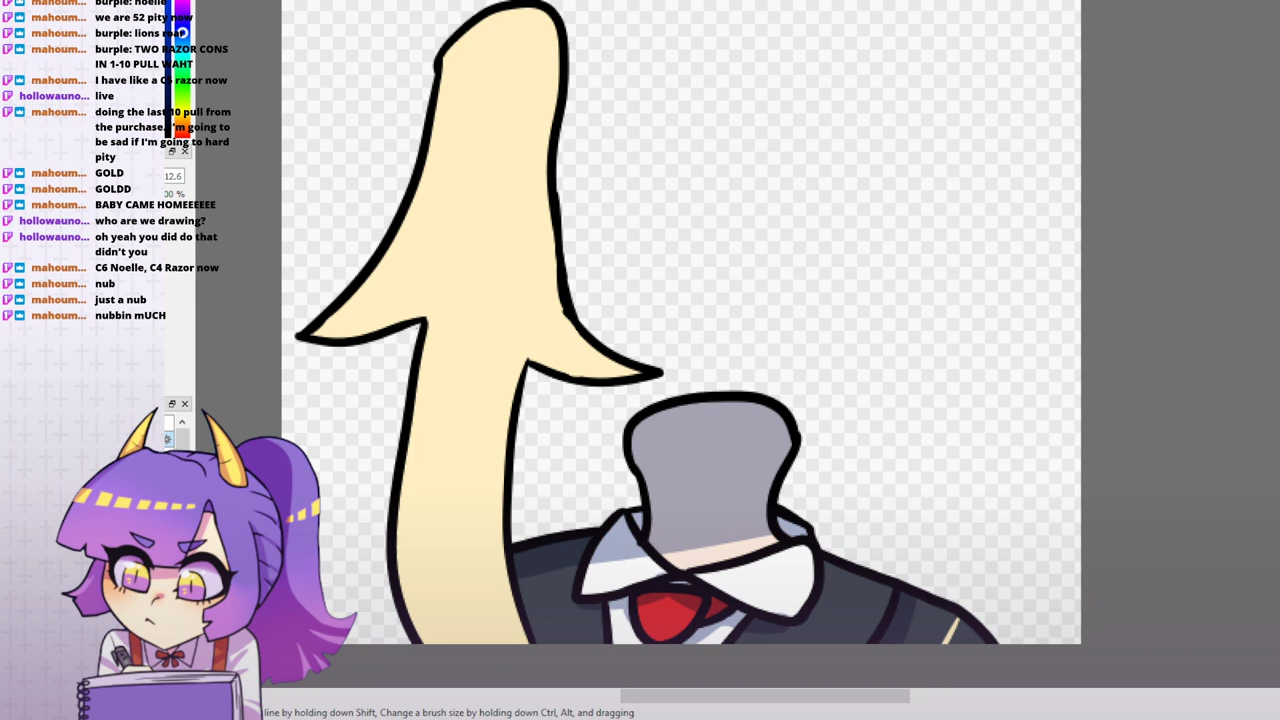 burple: noelle
mahoum... we are 52 pity now
mahoum... burple: lions roar
mahoum... burple: TWO RAZOR CONS
IN 1-10 PULL WAHT
mahoum... I have like a C6 razor now
hollowauno... live
mahoum... doing the last 10 pull from
the purchase. I'm going to
be sad if I'm going to hard
pity
mahoum... GOLD
12.6
mahoum... GOLDD
00 %
mahoum... BABY CAME HOMEEEEE
hollowauno... who are we drawing?
hollowauno... oh yeah you did do that
didn't you
mahoum... C6 Noelle, C4 Razor now
mahoum... nub
mahoum... just a nub
mahoum... nubbin mUCH
line by holding down Shift, Change a brush size by holding down Ctrl, Alt, and dragging